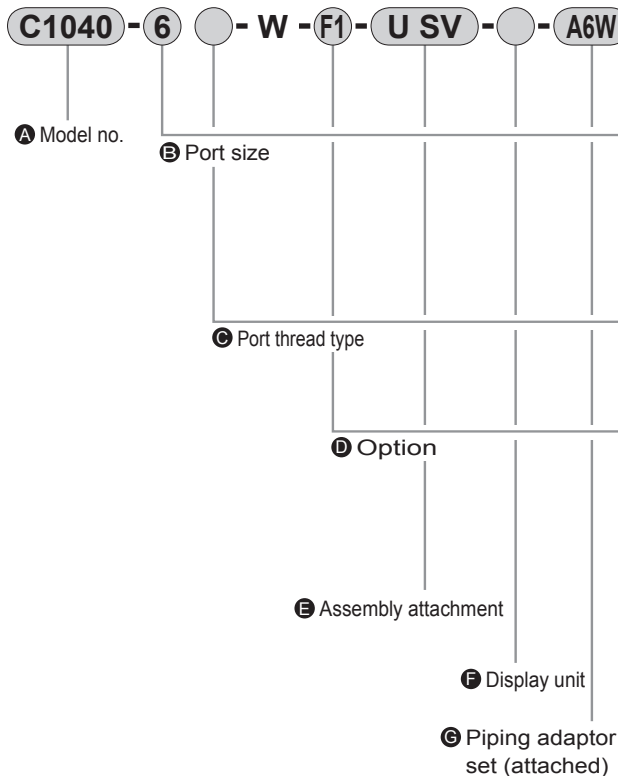 C1040 - 6 - W - F1 - U SV - - A6W
A Model no.
B Port size
C Port thread type
D Option
E Assembly attachment
F Display unit
G Piping adaptor
set (attached)